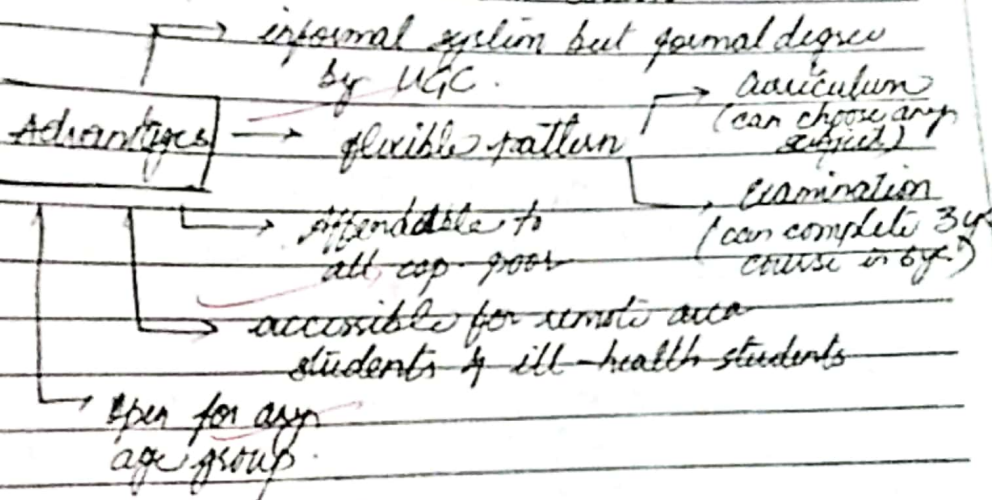 informal system but formal degree
by UGC.
Advantages
flexible pattern
Curriculum
(can choose any
subject)
Examination
(can complete 3 yr
course in 6 yr.)
Affordable to
all esp. poor
accessible for remote area
students & ill-health students
Open for any
age group.